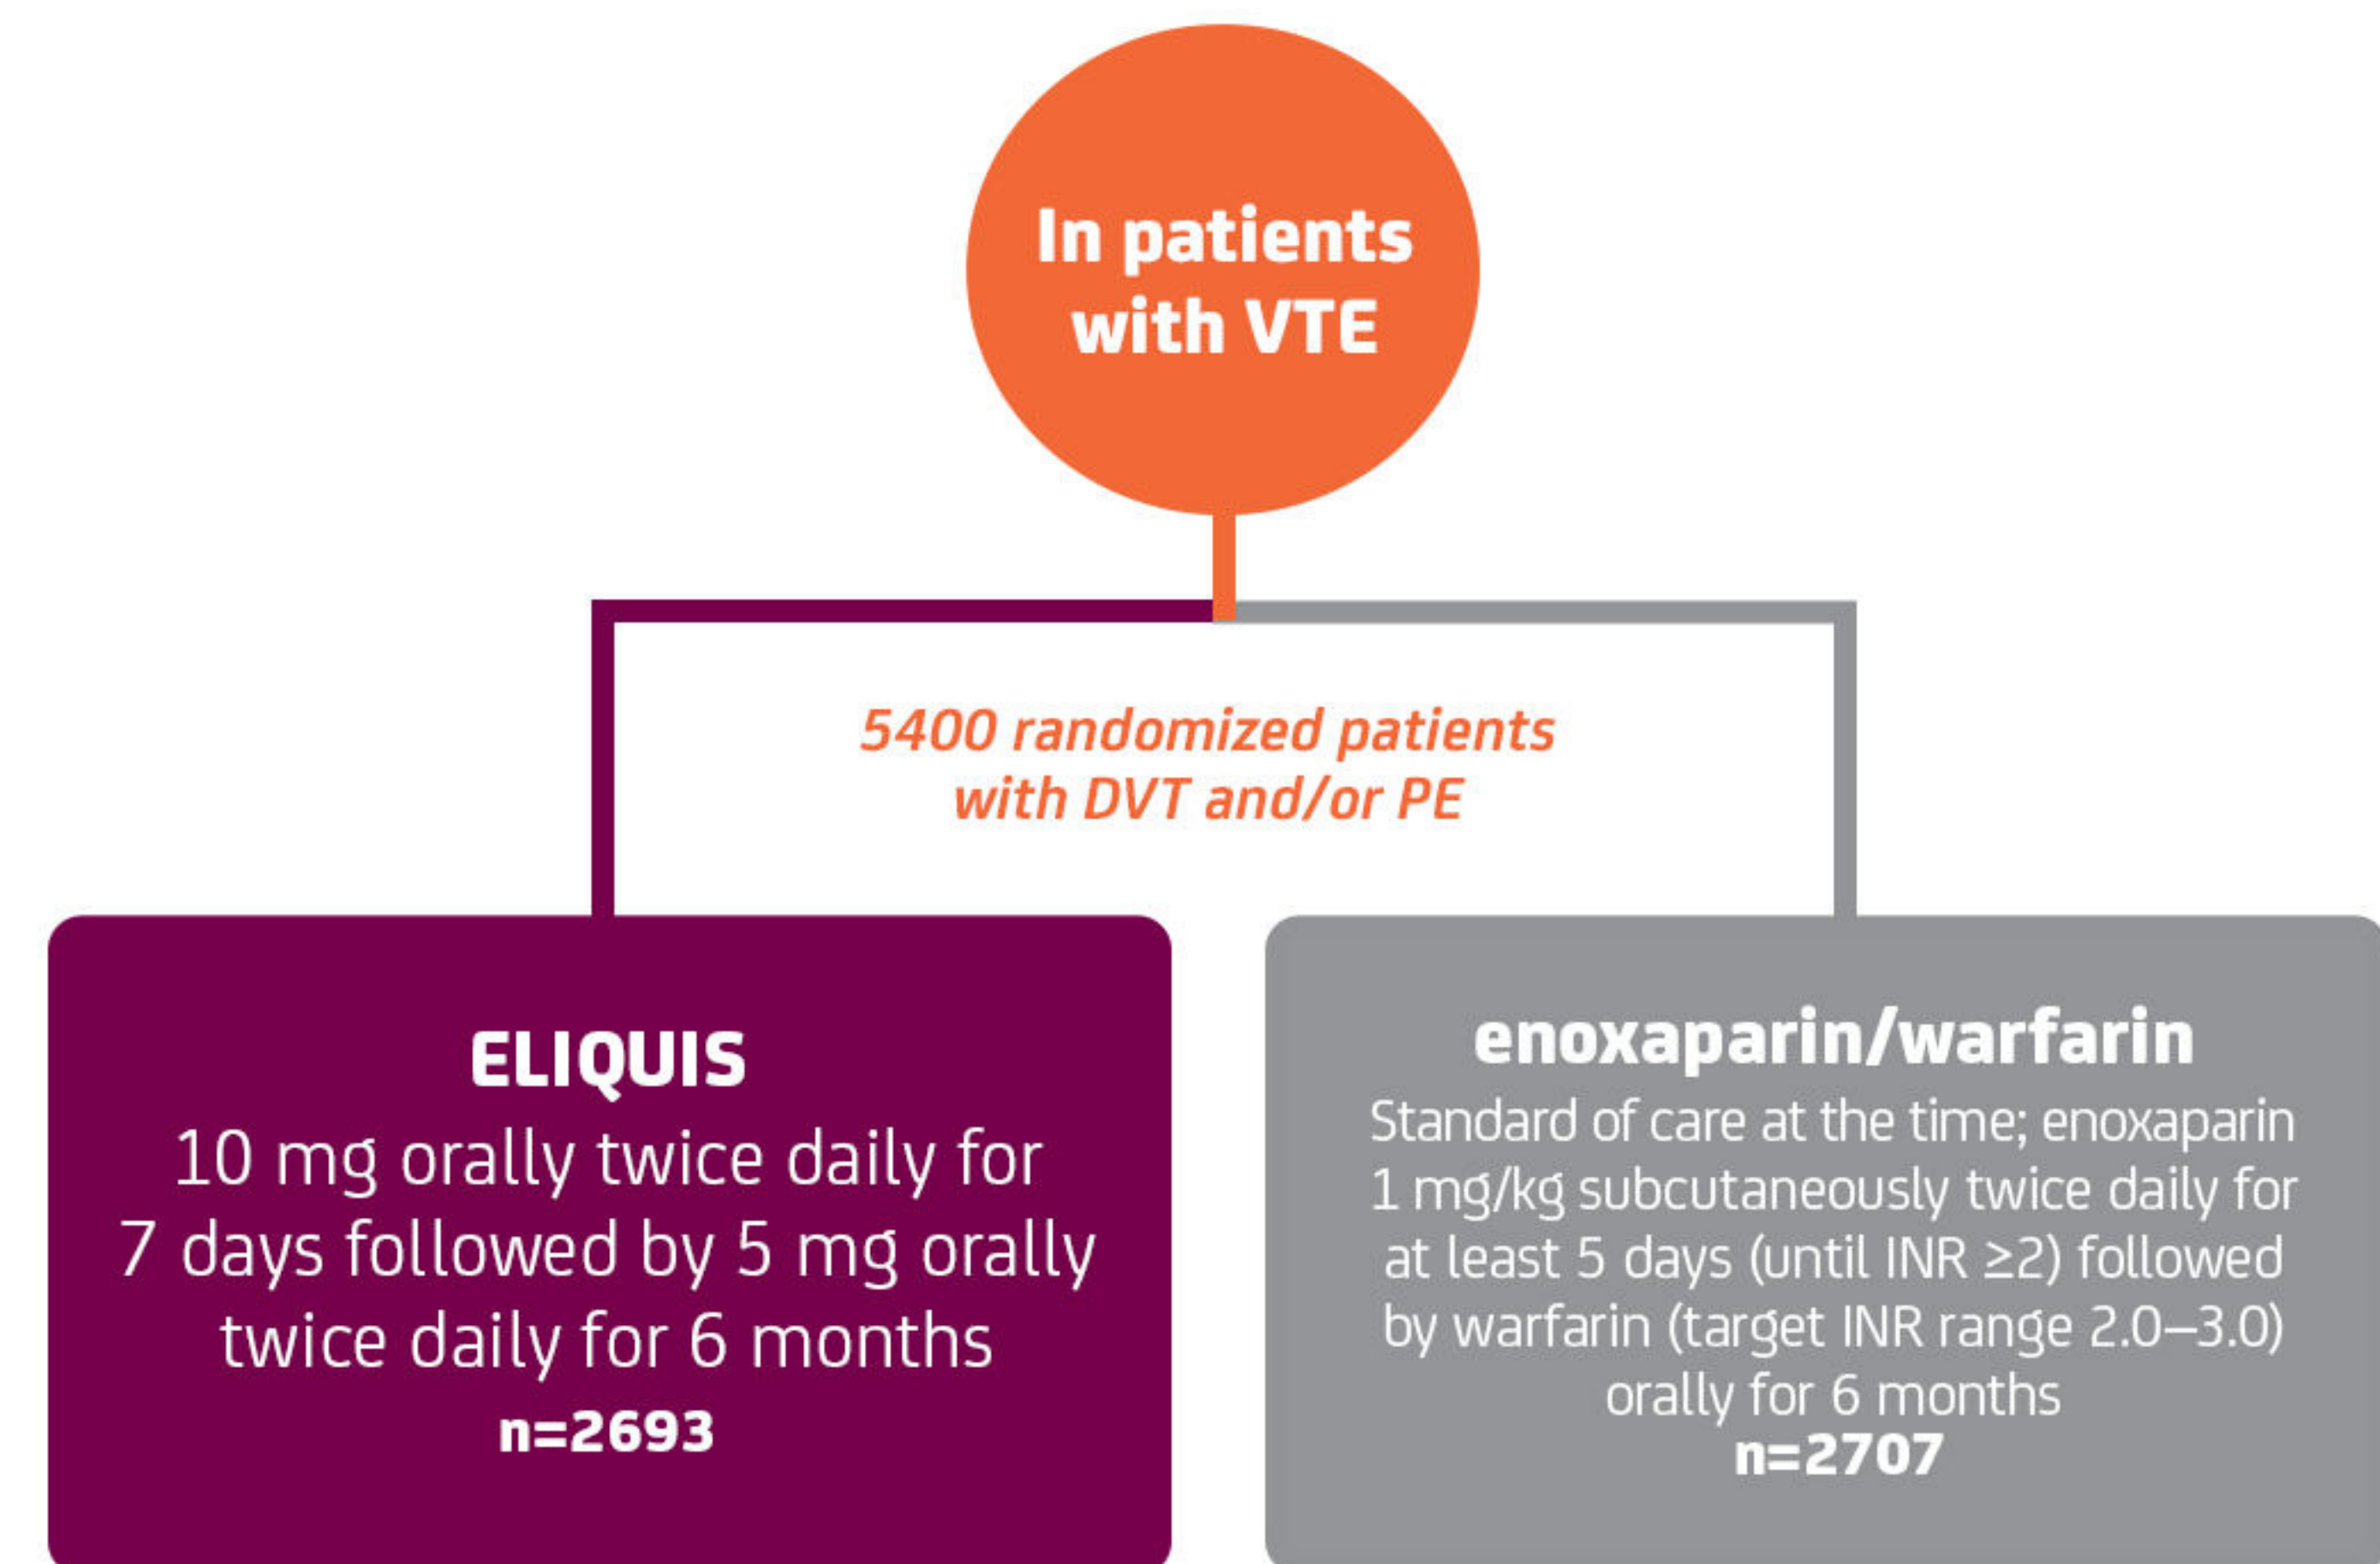 In patients
with VTE
5400 randomized patients
with DVT and/or PE
ELIQUIS
10 mg orally twice daily for
7 days followed by 5 mg orally
twice daily for 6 months
n=2693
enoxaparin/warfarin
Standard of care at the time; enoxaparin
1 mg/kg subcutaneously twice daily for
at least 5 days (until INR ≥2) followed
by warfarin (target INR range 2.0–3.0)
orally for 6 months
n=2707